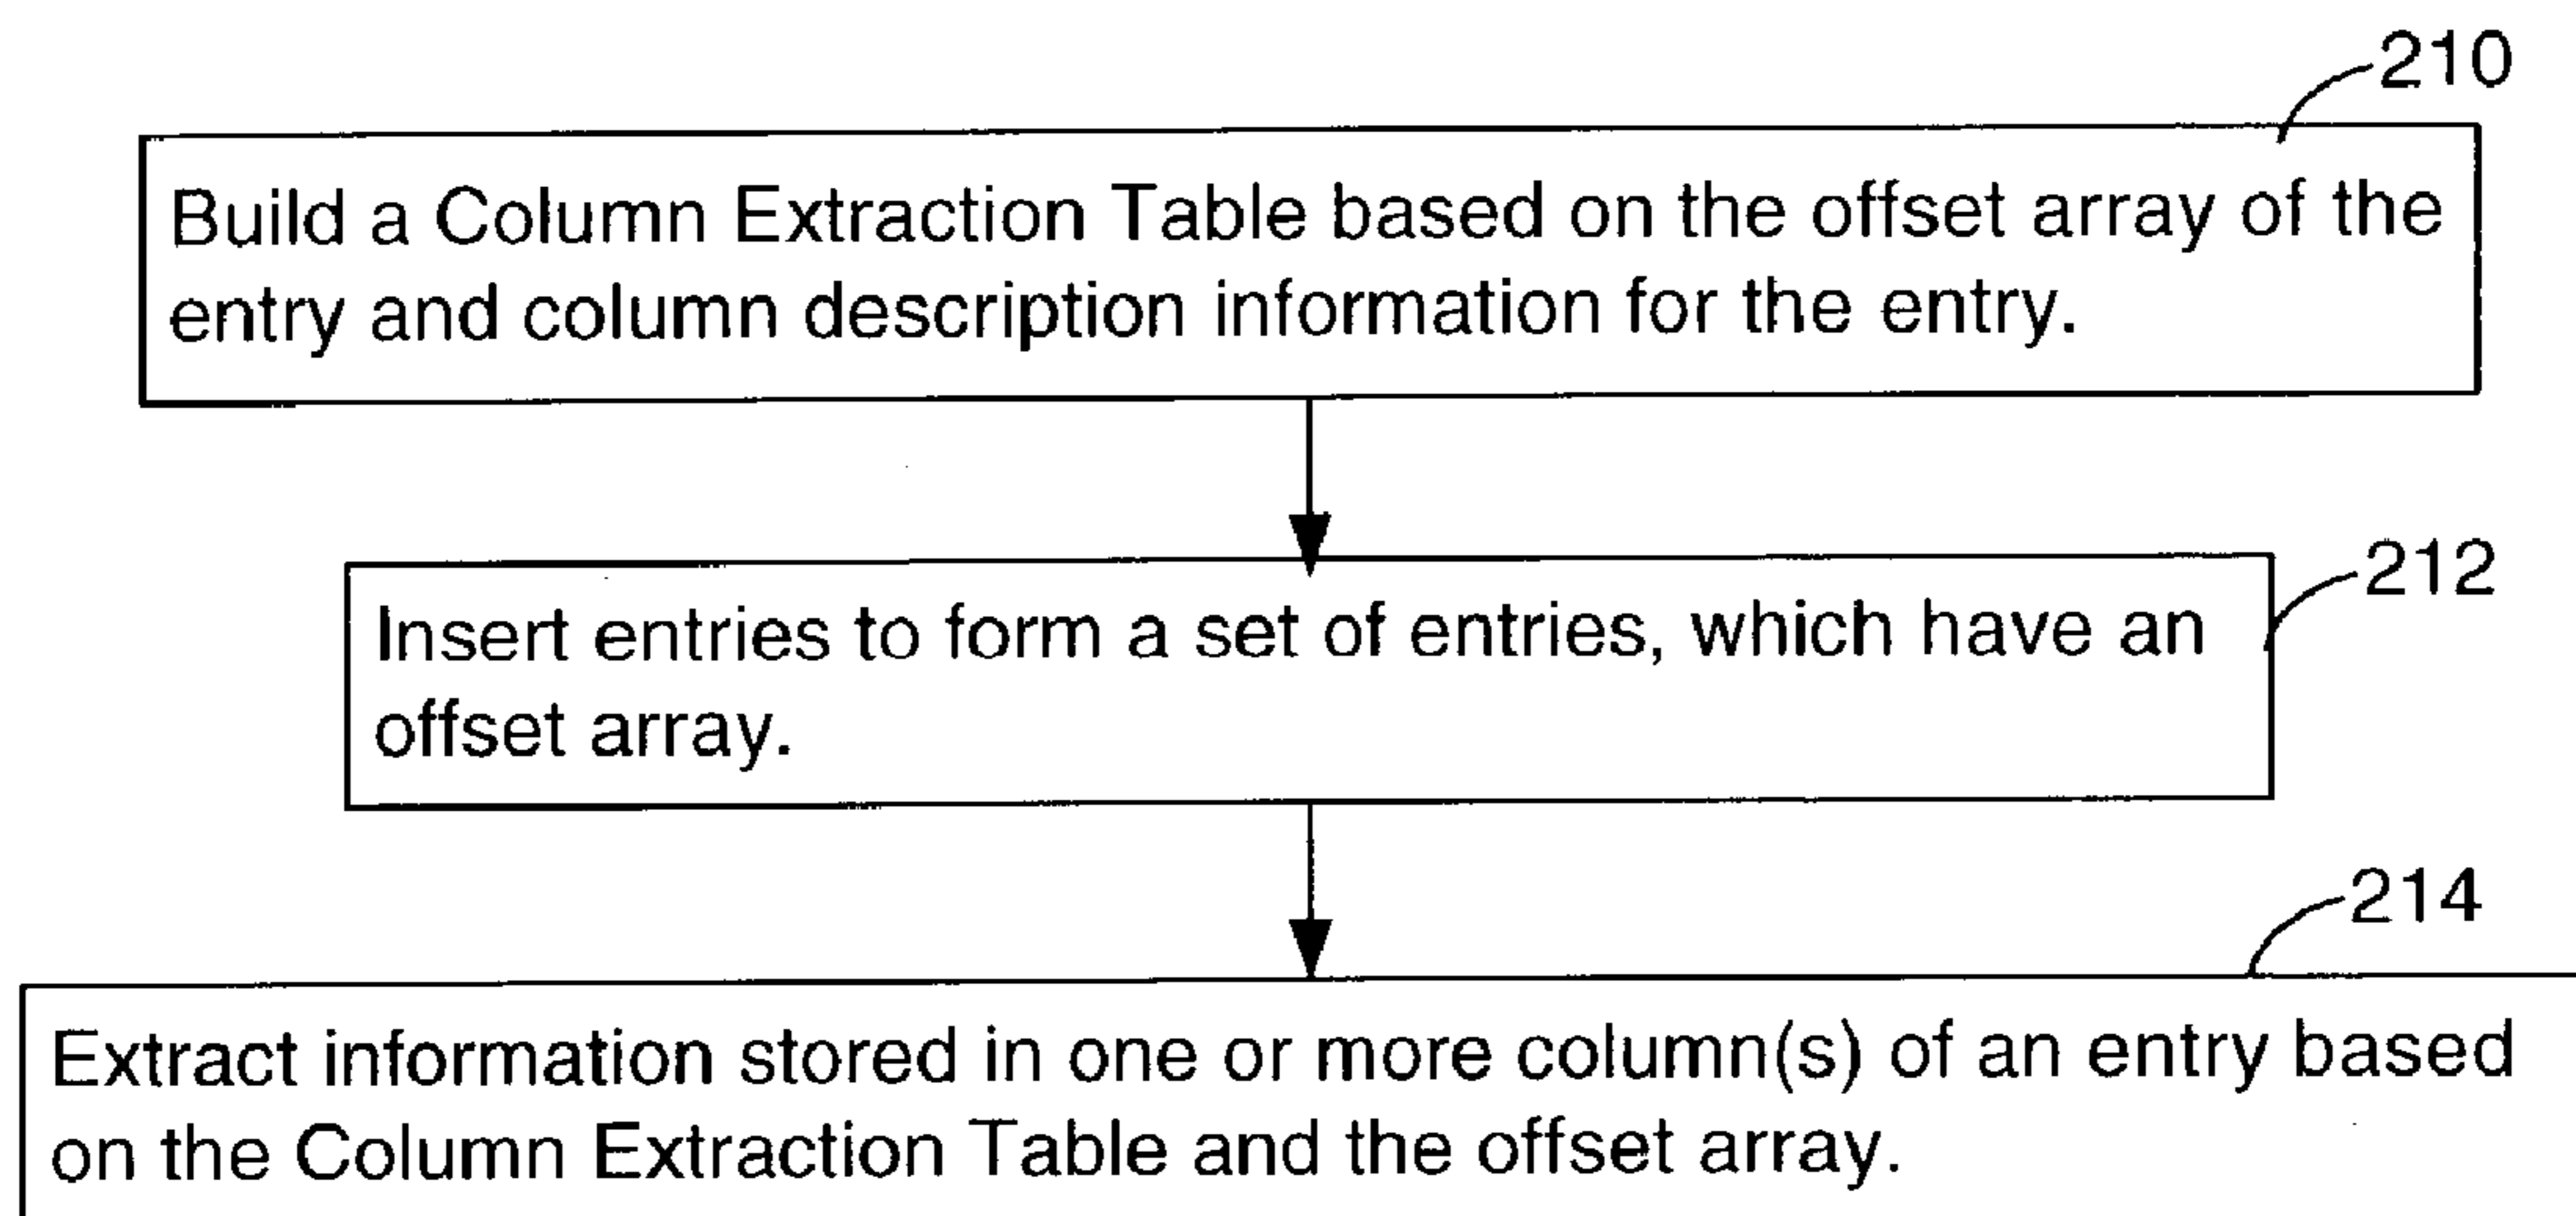 210
Build a Column Extraction Table based on the offset array of the
entry and column description information for the entry.
212
Insert entries to form a set of entries, which have an
offset array.
214
Extract information stored in one or more column(s) of an entry based
on the Column Extraction Table and the offset array.